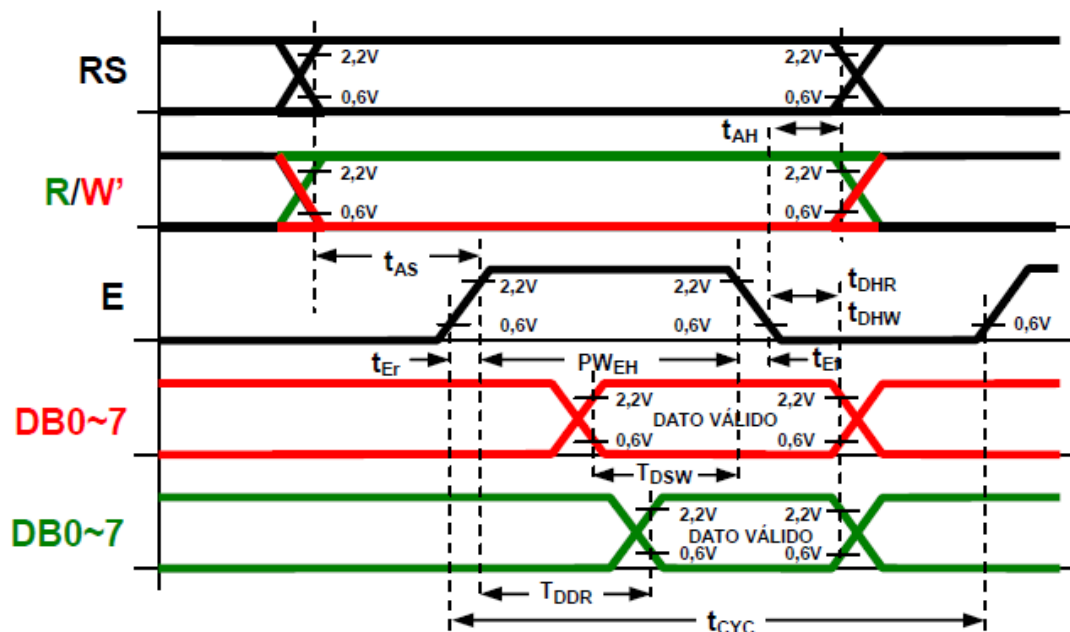 RS
2,2V
2,2V
0,6V
0,6V
tAH
R/W'
2,2V
2,2V
0,6V
0,6V
tAS
E
2,2V
2,2V
tDHR
0,6V
0,6V
tDHW
0,6V
tEr
PWEH
tEf
DB0~7
2,2V
2,2V
DATO VÁLIDO
0,6V
0,6V
TDSW
DB0~7
2,2V
2,2V
DATO VÁLIDO
0,6V
0,6V
TDDR
tCYC